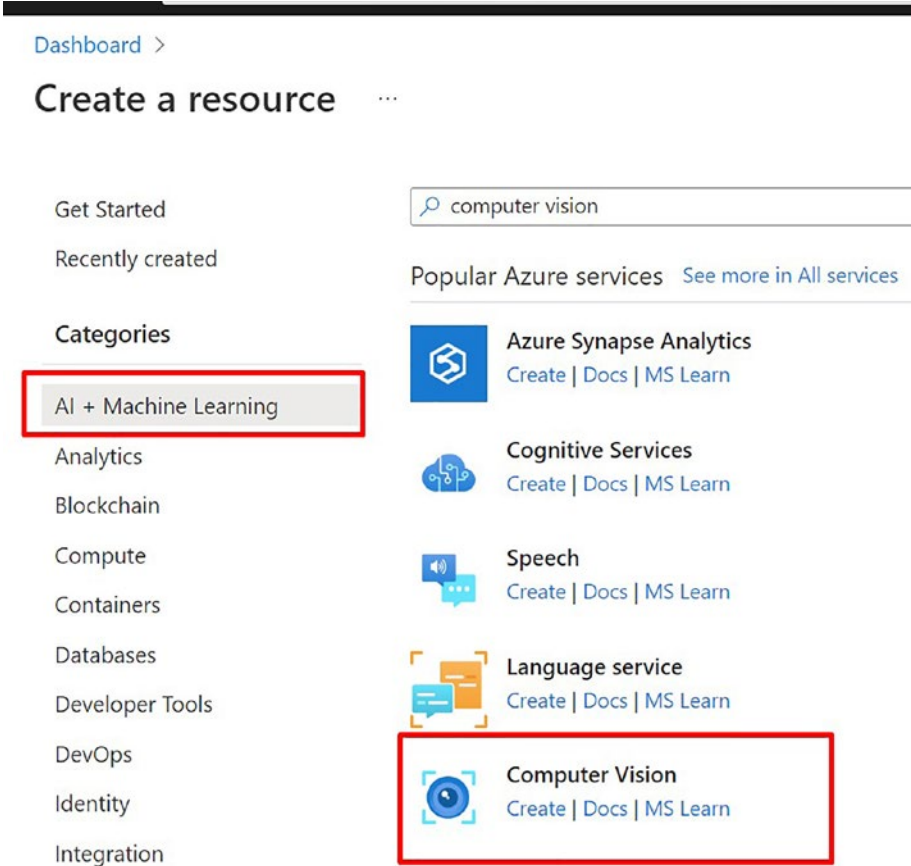 Dashboard >
Create a resource ...
Get Started
Recently created
Categories
AI + Machine Learning
Analytics
Blockchain
Compute
Containers
Databases
Developer Tools
DevOps
Identity
Integration
computer vision
Popular Azure services See more in All services
Azure Synapse Analytics
Create | Docs | MS Learn
Cognitive Services
Create | Docs | MS Learn
Speech
Create | Docs | MS Learn
Language service
Create | Docs | MS Learn
Computer Vision
Create | Docs | MS Learn